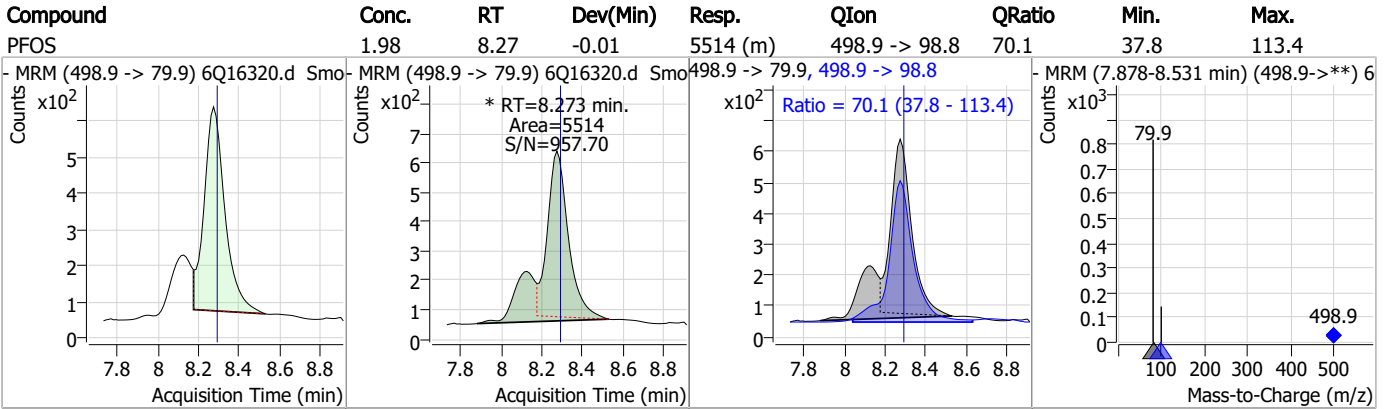 Compound Conc. RT Dev(Min) Resp. QIon QRatio Min. Max.
PFOS 1.98 8.27 -0.01 5514 (m) 498.9 -> 98.8 70.1 37.8 113.4
- MRM (498.9 -> 79.9) 6Q16320.d Smo
Counts
x10²
5
4
3
2
1
0
7.8 8 8.2 8.4 8.6 8.8
Acquisition Time (min)
- MRM (498.9 -> 79.9) 6Q16320.d Smo
Counts
x10²
* RT=8.273 min.
Area=5514
S/N=957.70
7
6
5
4
3
2
1
0
7.8 8 8.2 8.4 8.6 8.8
Acquisition Time (min)
498.9 -> 79.9, 498.9 -> 98.8
Counts
x10²
Ratio = 70.1 (37.8 - 113.4)
6
5
4
3
2
1
0
7.8 8 8.2 8.4 8.6 8.8
Acquisition Time (min)
- MRM (7.878-8.531 min) (498.9->**) 6
Counts
x10³
79.9
0.8
0.7
0.6
0.5
0.4
0.3
0.2
0.1
0
498.9
100 200 300 400 500
Mass-to-Charge (m/z)